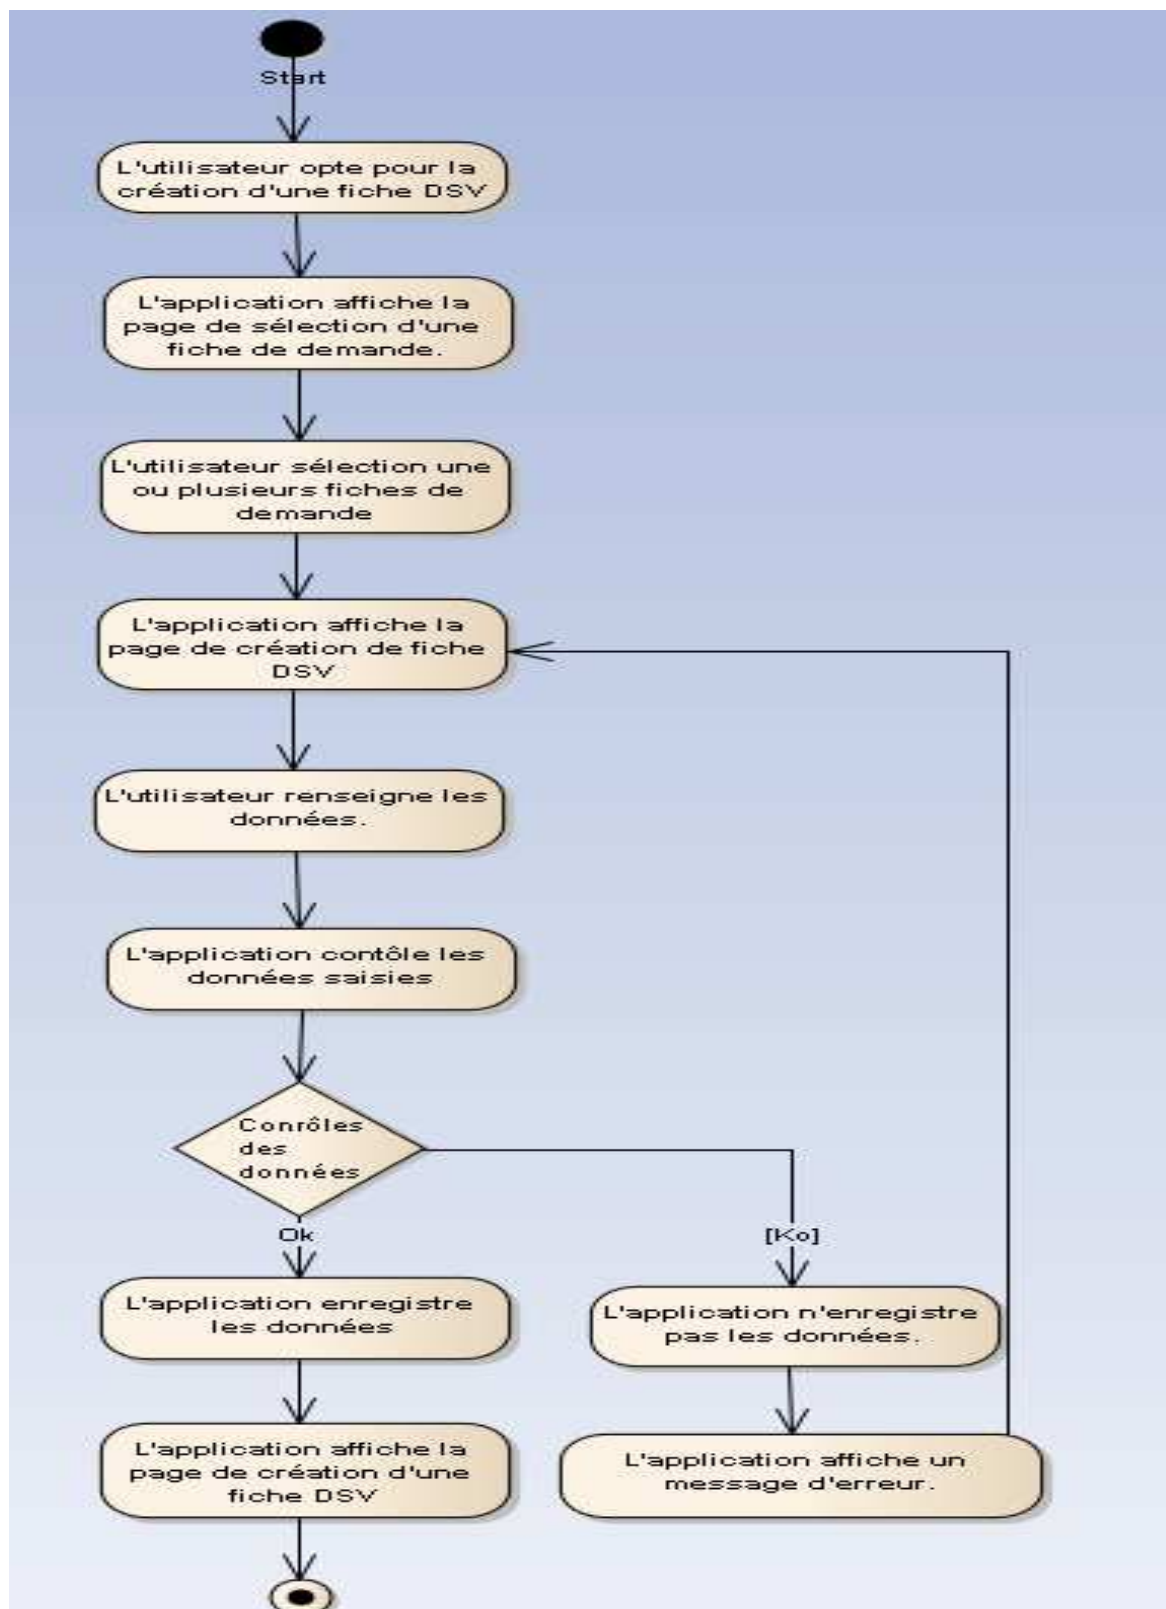 Start
L'utilisateur opte pour la
création d'une fiche DSV
L'application affiche la
page de sélection d'une
fiche de demande.
L'utilisateur sélection une
ou plusieurs fiches de
demande
L'application affiche la
page de création de fiche
DSV
L'utilisateur renseigne les
données.
L'application contôle les
données saisies
Conrôles
des
données
Ok
[Ko]
L'application enregistre
les données
L'application n'enregistre
pas les données.
L'application affiche la
page de création d'une
fiche DSV
L'application affiche un
message d'erreur.